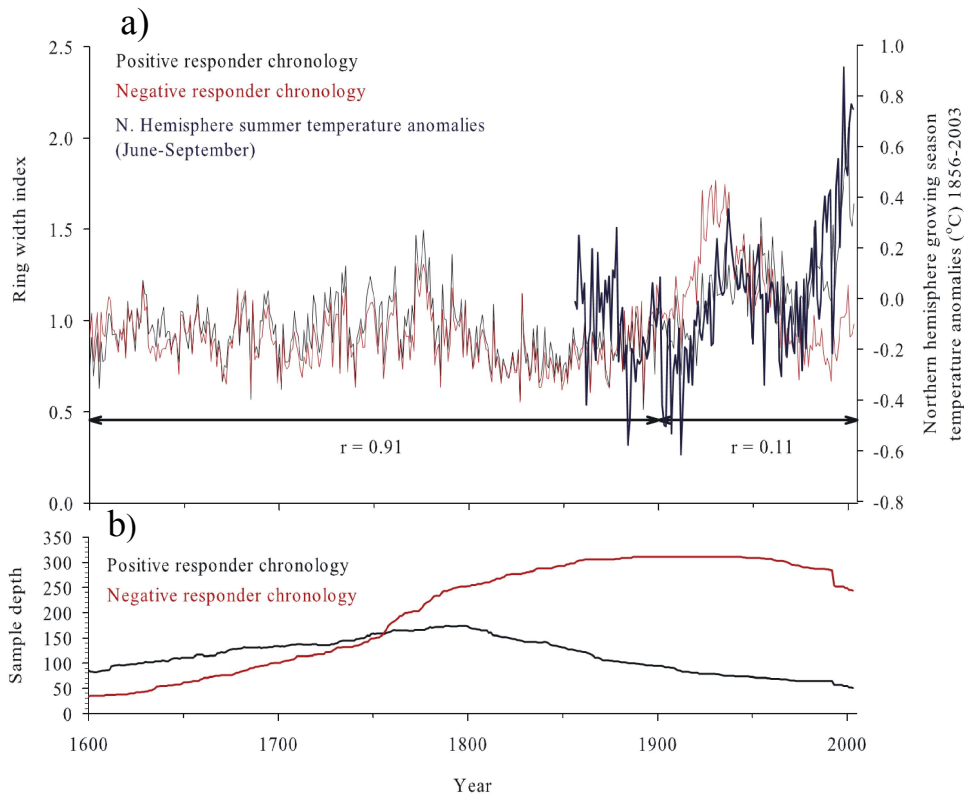 a)
Positive responder chronology
Negative responder chronology
N. Hemisphere summer temperature anomalies
(June-September)
2.5
2.0
1.5
1.0
0.5
0.0
Ring width index
1.0
0.8
0.6
0.4
0.2
0.0
-0.2
-0.4
-0.6
-0.8
Northern hemisphere growing season
temperature anomalies (°C) 1856-2003
r = 0.91
r = 0.11
b)
Positive responder chronology
Negative responder chronology
350
300
250
200
150
100
50
0
Sample depth
1600
1700
1800
1900
2000
Year